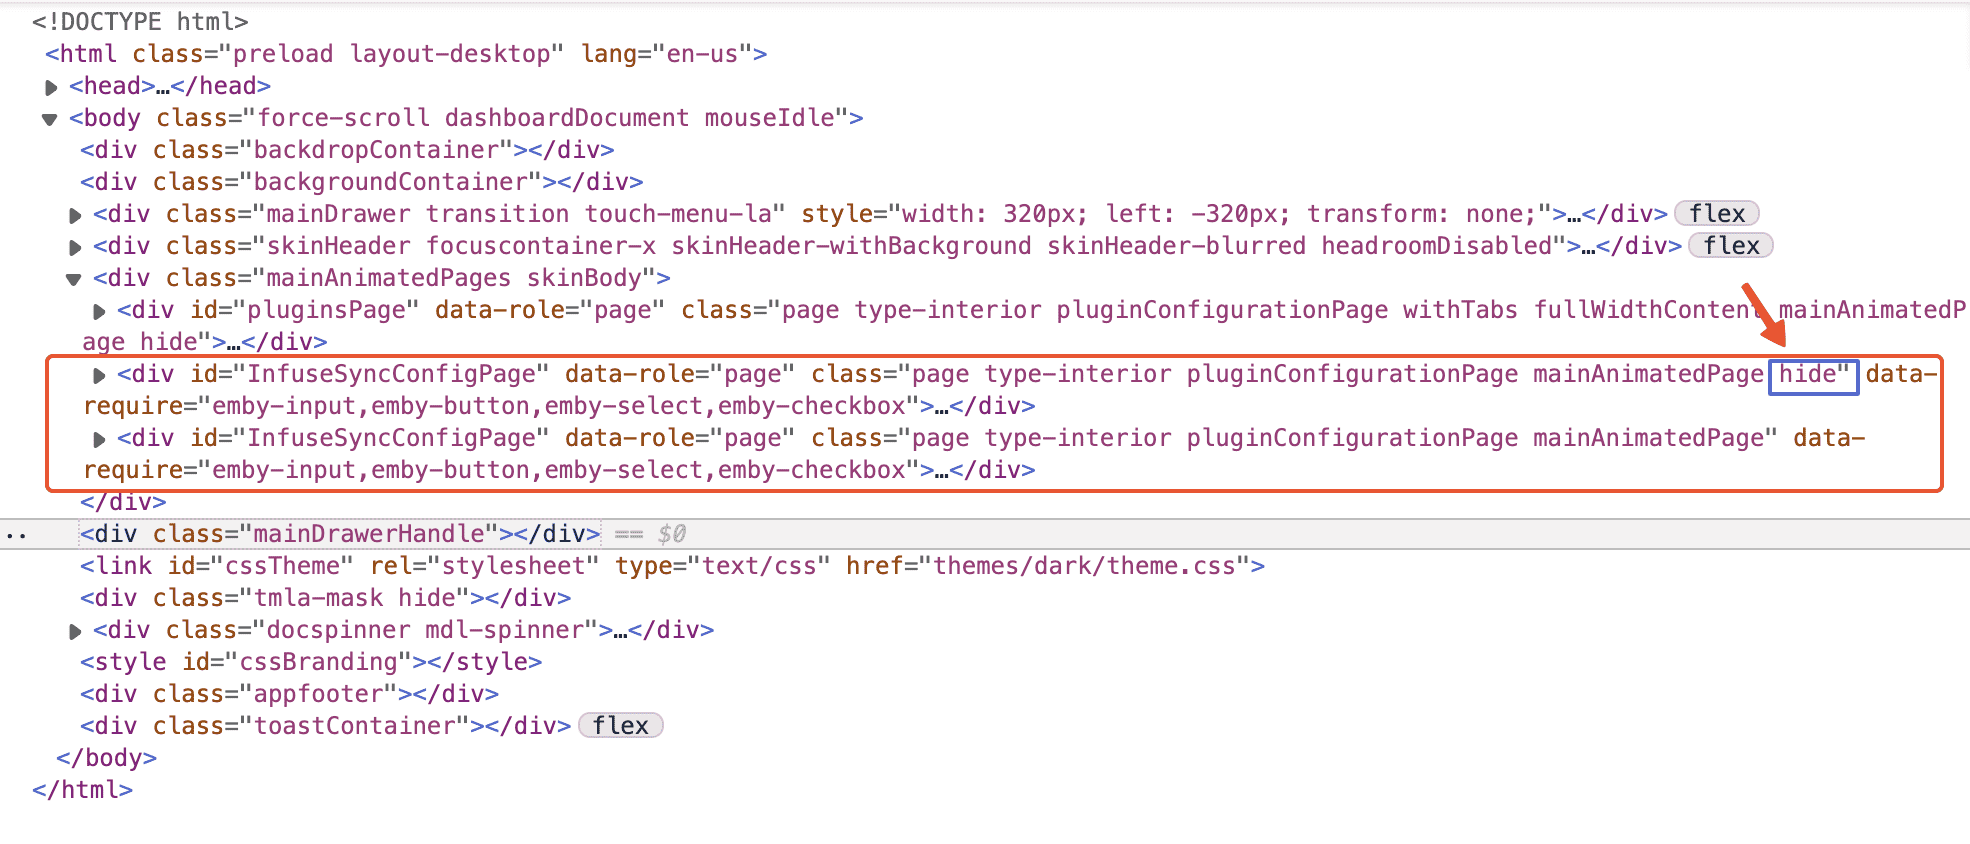 <!DOCTYPE html>
<html class="preload layout-desktop" lang="en-us">
<head>…</head>
<body class="force-scroll dashboardDocument mouseIdle">
<div class="backdropContainer"></div>
<div class="backgroundContainer"></div>
<div class="mainDrawer transition touch-menu-la" style="width: 320px; left: -320px; transform: none;">…</div> flex
<div class="skinHeader focuscontainer-x skinHeader-withBackground skinHeader-blurred headroomDisabled">…</div> flex
<div class="mainAnimatedPages skinBody">
<div id="pluginsPage" data-role="page" class="page type-interior pluginConfigurationPage withTabs fullWidthContent mainAnimatedP
age hide">…</div>
<div id="InfuseSyncConfigPage" data-role="page" class="page type-interior pluginConfigurationPage mainAnimatedPage hide" data-
require="emby-input,emby-button,emby-select,emby-checkbox">…</div>
<div id="InfuseSyncConfigPage" data-role="page" class="page type-interior pluginConfigurationPage mainAnimatedPage" data-
require="emby-input,emby-button,emby-select,emby-checkbox">…</div>
</div>
.. <div class="mainDrawerHandle"></div> == $0
<link id="cssTheme" rel="stylesheet" type="text/css" href="themes/dark/theme.css">
<div class="tmla-mask hide"></div>
<div class="docspinner mdl-spinner">…</div>
<style id="cssBranding"></style>
<div class="appfooter"></div>
<div class="toastContainer"></div> flex
</body>
</html>